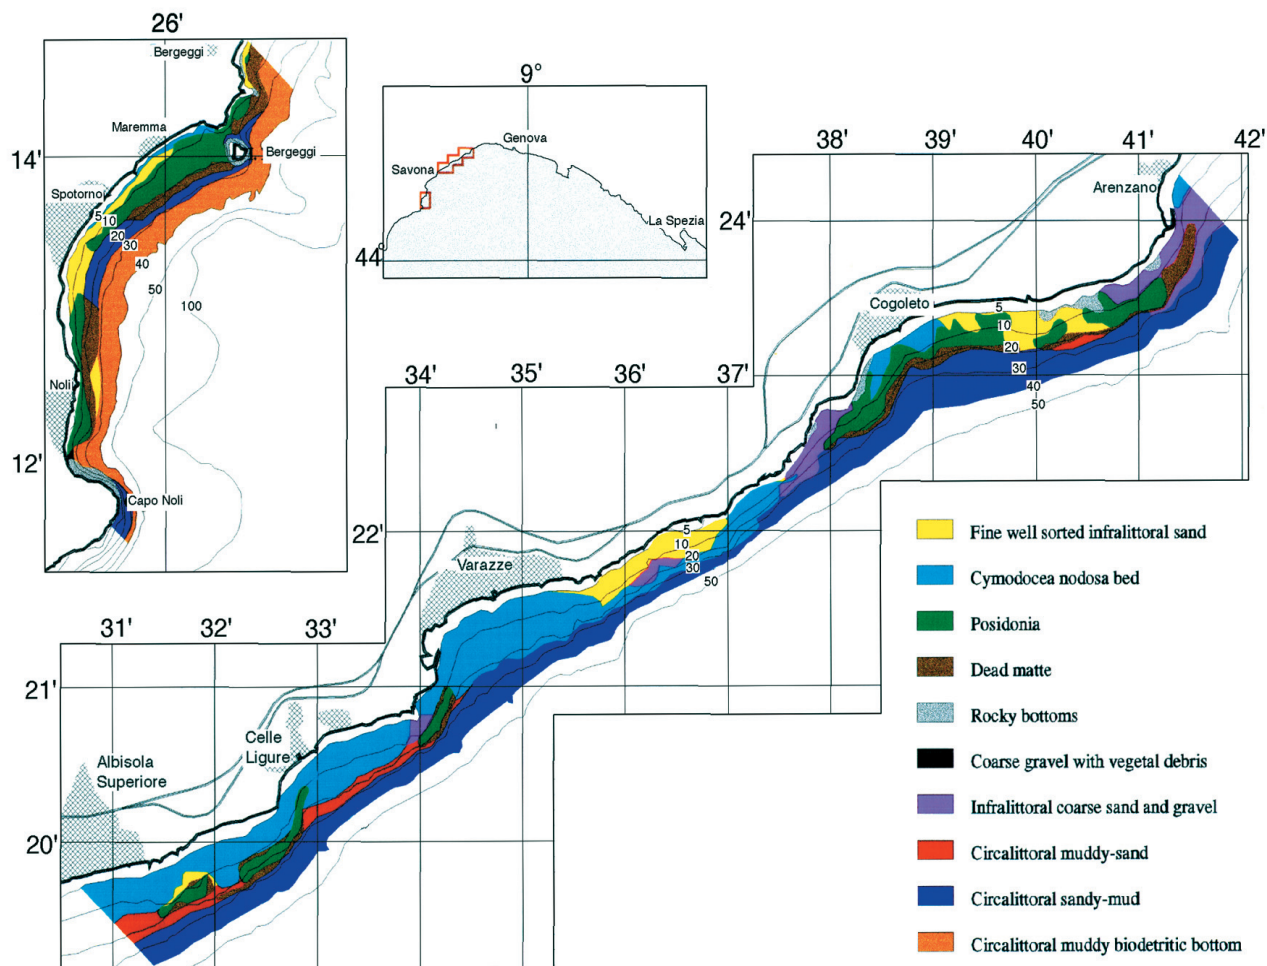 26'
Bergeggi
Maremma
14'
Bergeggi
Spotorno
5
10
20
30
40
50
100
Noli
12'
Capo Noli
9°
Genova
Savona
La Spezia
44°
38'
39'
40'
41'
42'
Arenzano
24'
Cogoleto
5
10
20
30
40
50
34'
35'
36'
37'
22'
Varazze
5
10
20
30
50
31'
32'
33'
21'
Celle
Ligure
Albisola
Superiore
20'
Fine well sorted infralittoral sand
Cymodocea nodosa bed
Posidonia
Dead matte
Rocky bottoms
Coarse gravel with vegetal debris
Infralittoral coarse sand and gravel
Circalittoral muddy-sand
Circalittoral sandy-mud
Circalittoral muddy biodetritic bottom